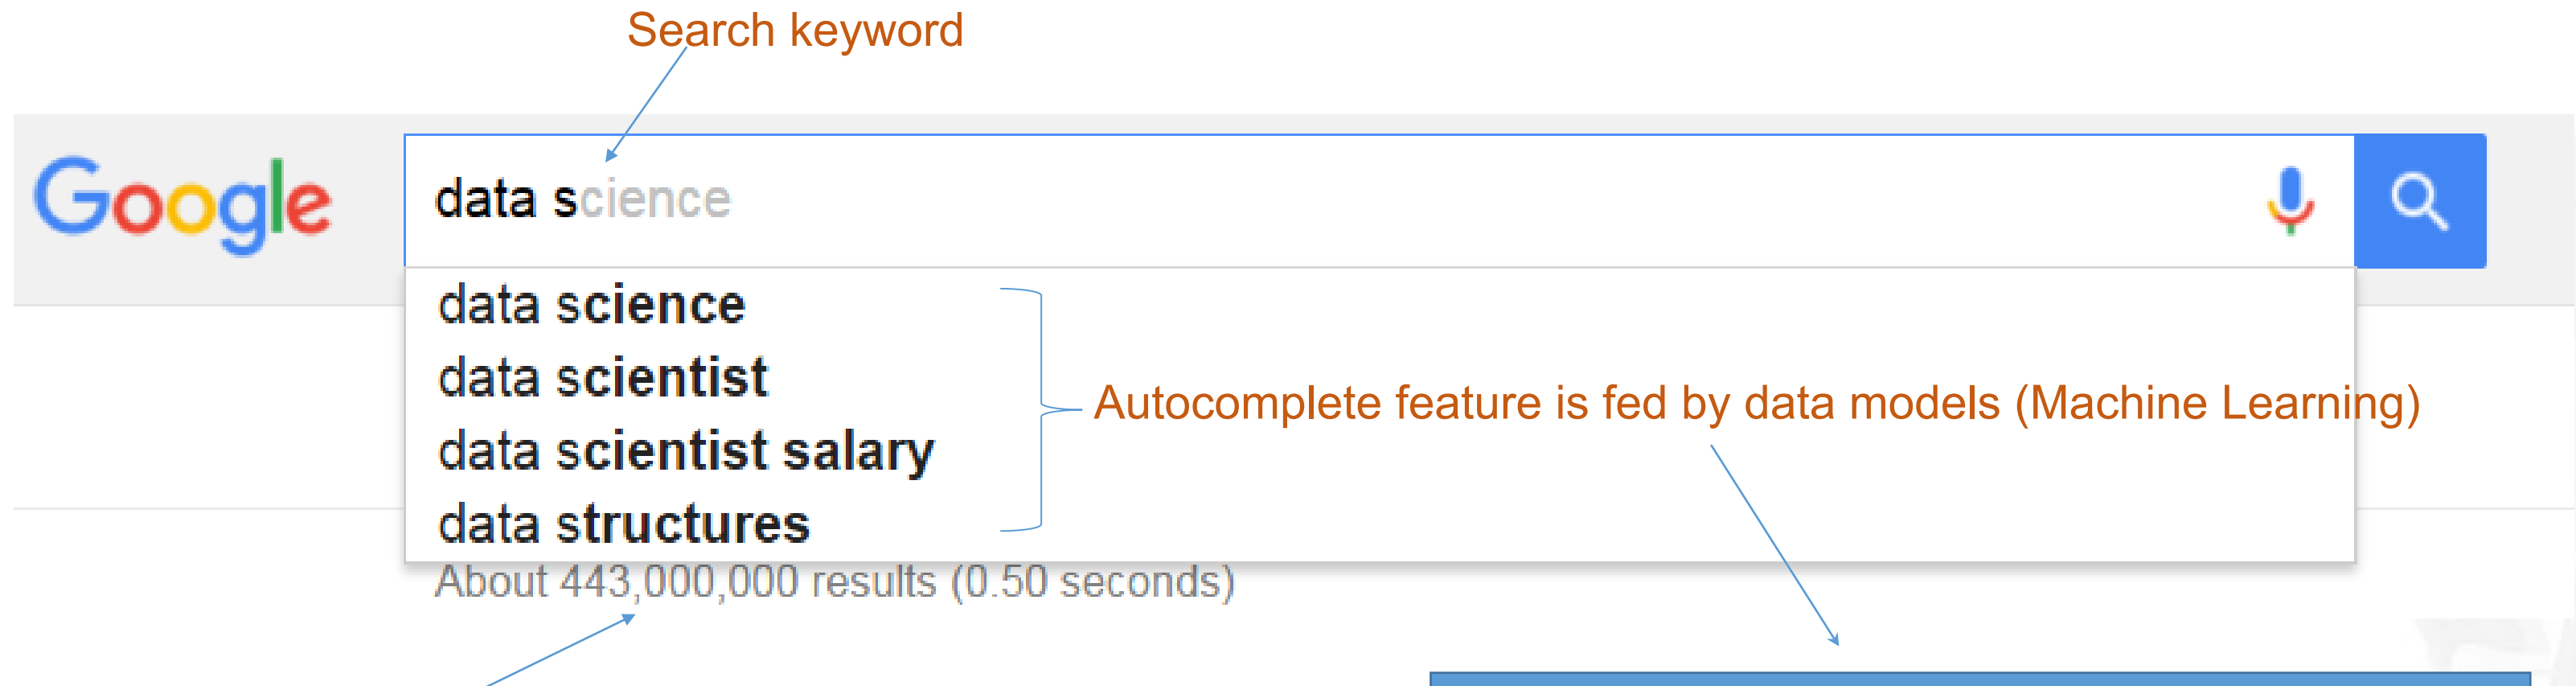 Search keyword
Google
data science
data science
data scientist
Autocomplete feature is fed by data models (Machine Learning)
data scientist salary
data structures
About 443,000,000 results (0.50 seconds)